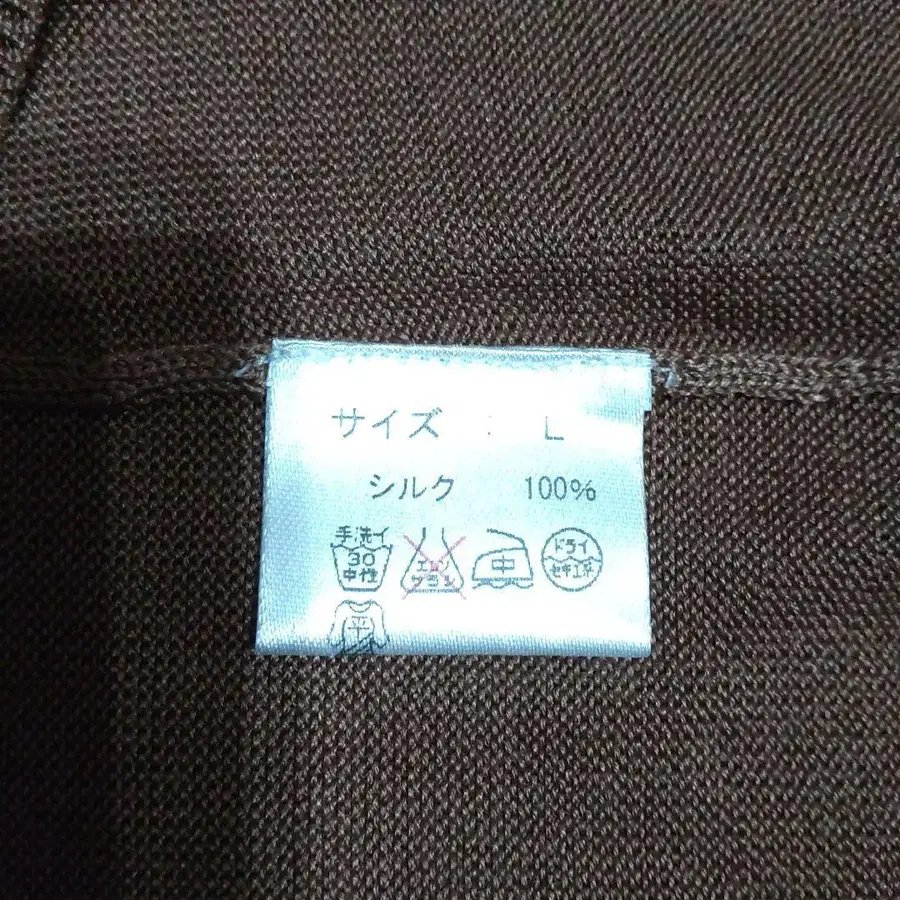 サイズ : L
シルク 100%
手洗イ
30
中性
エンソ
サラシ
中
ドライ
セキユ系
平